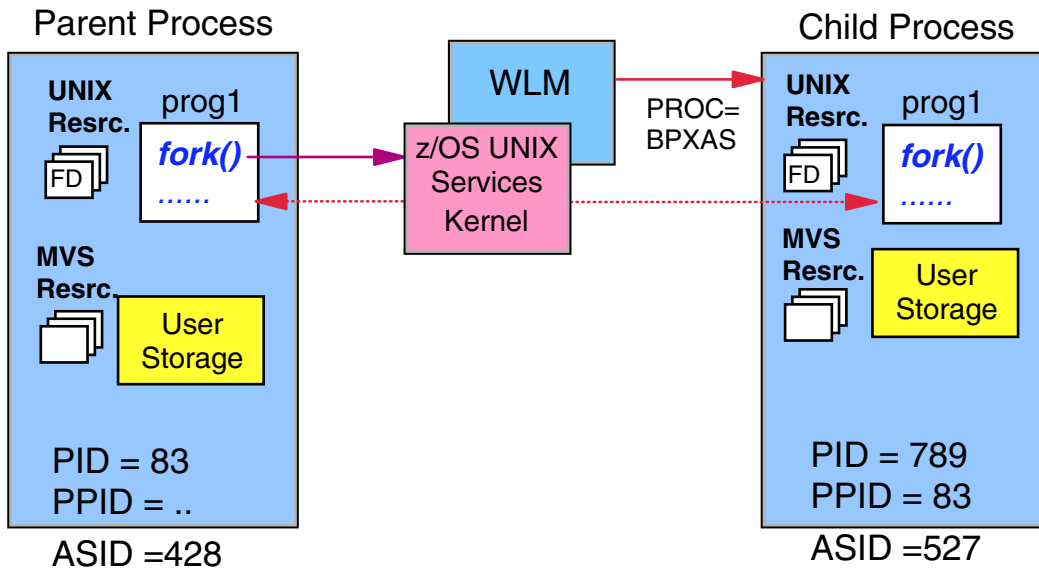 Parent Process
UNIX
Resrc.
FD
prog1
fork()
......
MVS
Resrc.
User
Storage
PID = 83
PPID = ..
ASID =428
WLM
z/OS UNIX
Services
Kernel
PROC=
BPXAS
Child Process
UNIX
Resrc.
FD
prog1
fork()
......
MVS
Resrc.
User
Storage
PID = 789
PPID = 83
ASID =527